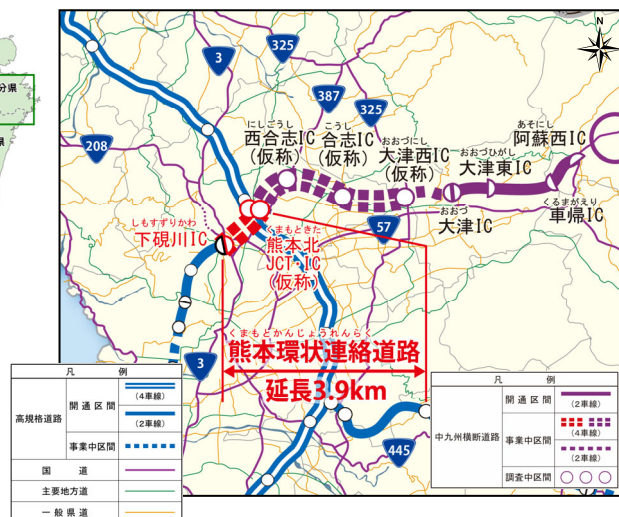 分県
県
N
3
325
387
325
208
57
3
445
にしごうし
西合志IC
(仮称)
こうし
合志IC
(仮称)
おおづにし
大津西IC
(仮称)
おおづひがし
大津東IC
あそにし
阿蘇西IC
くるまがえり
車帰IC
おおづ
大津IC
しもすずりかわ
下硯川IC
くまもときた
熊本北
JCT・IC
(仮称)
くまもとかんじょうれんらく
熊本環状連絡道路
延長3.9km
凡 例
高規格道路
開通区間
(4車線)
(2車線)
事業中区間
国 道
主要地方道
一般県道
凡 例
中九州横断道路
開通区間
(2車線)
事業中区間
(4車線)
(2車線)
調査中区間